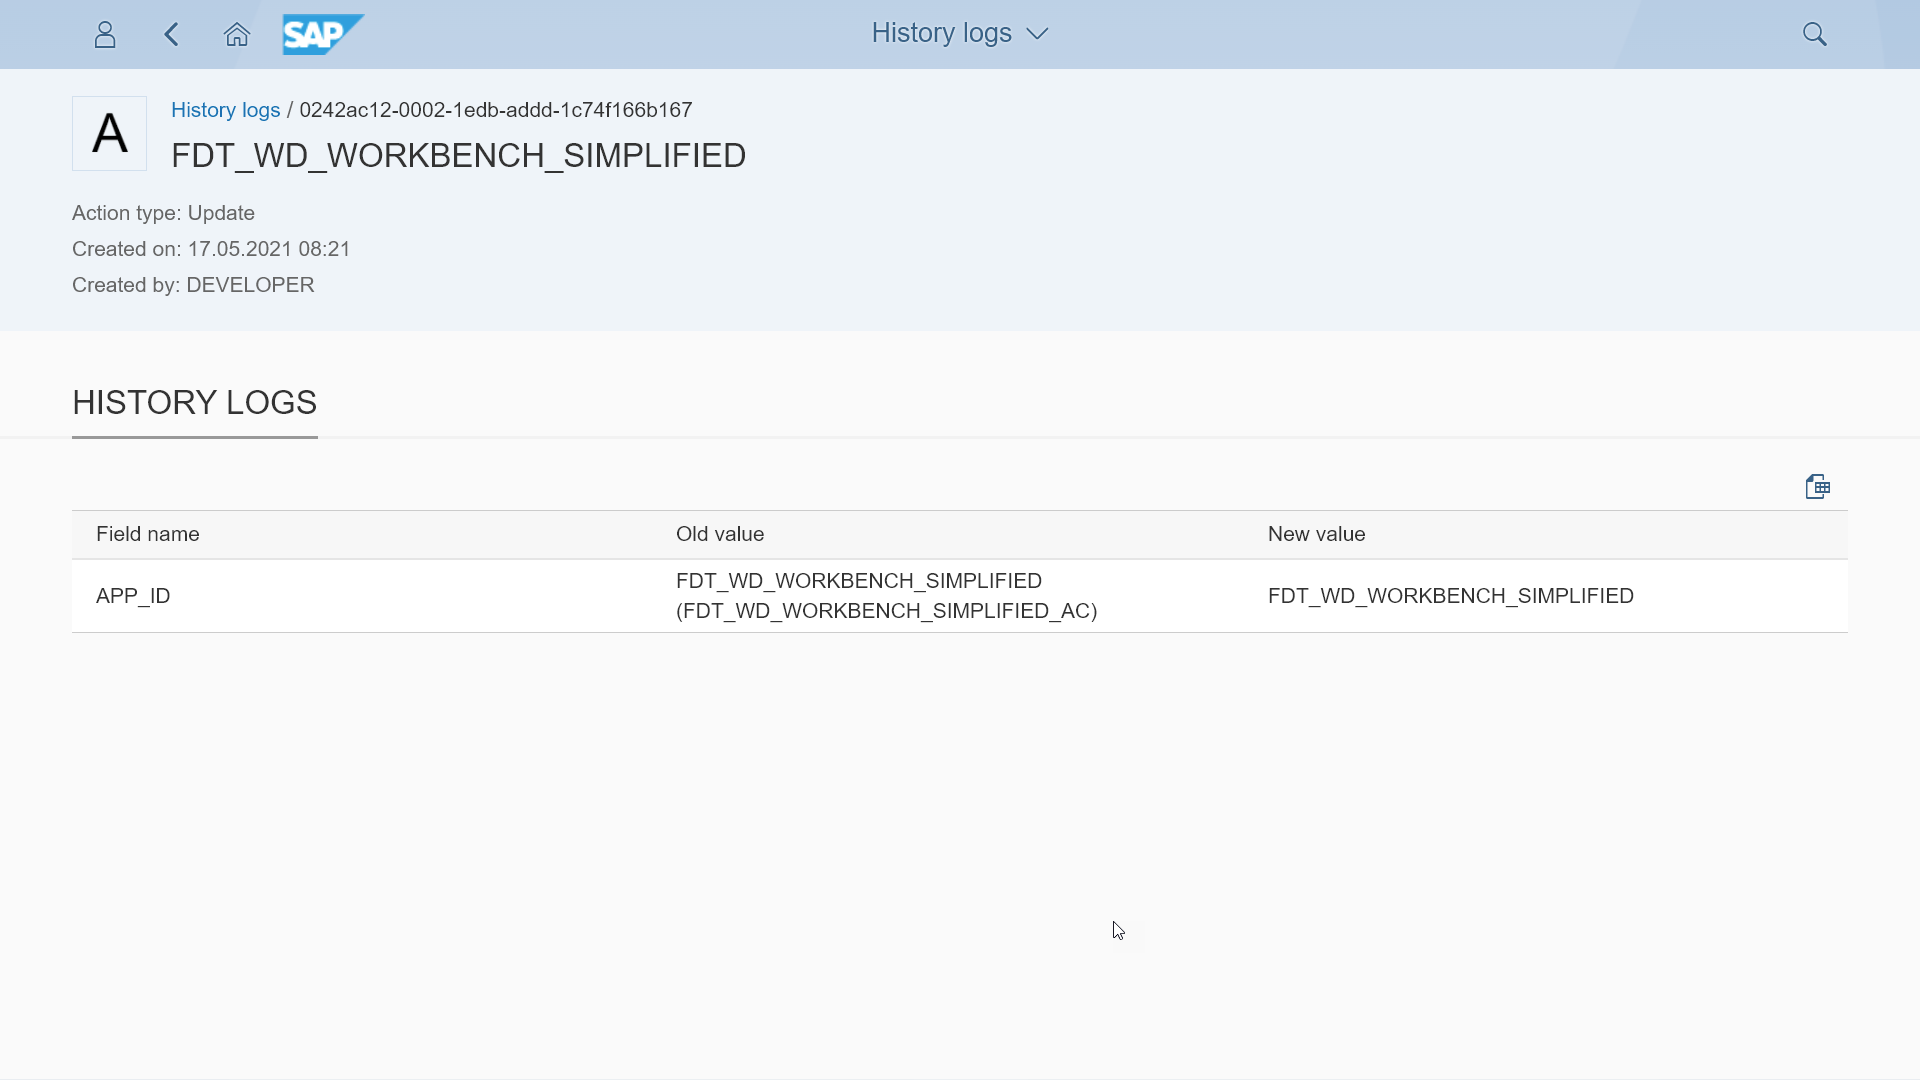 SAP
History logs
A
History logs / 0242ac12-0002-1edb-addd-1c74f166b167
FDT_WD_WORKBENCH_SIMPLIFIED
Action type: Update
Created on: 17.05.2021 08:21
Created by: DEVELOPER
HISTORY LOGS
Field name Old value New value
APP_ID FDT_WD_WORKBENCH_SIMPLIFIED (FDT_WD_WORKBENCH_SIMPLIFIED_AC) FDT_WD_WORKBENCH_SIMPLIFIED